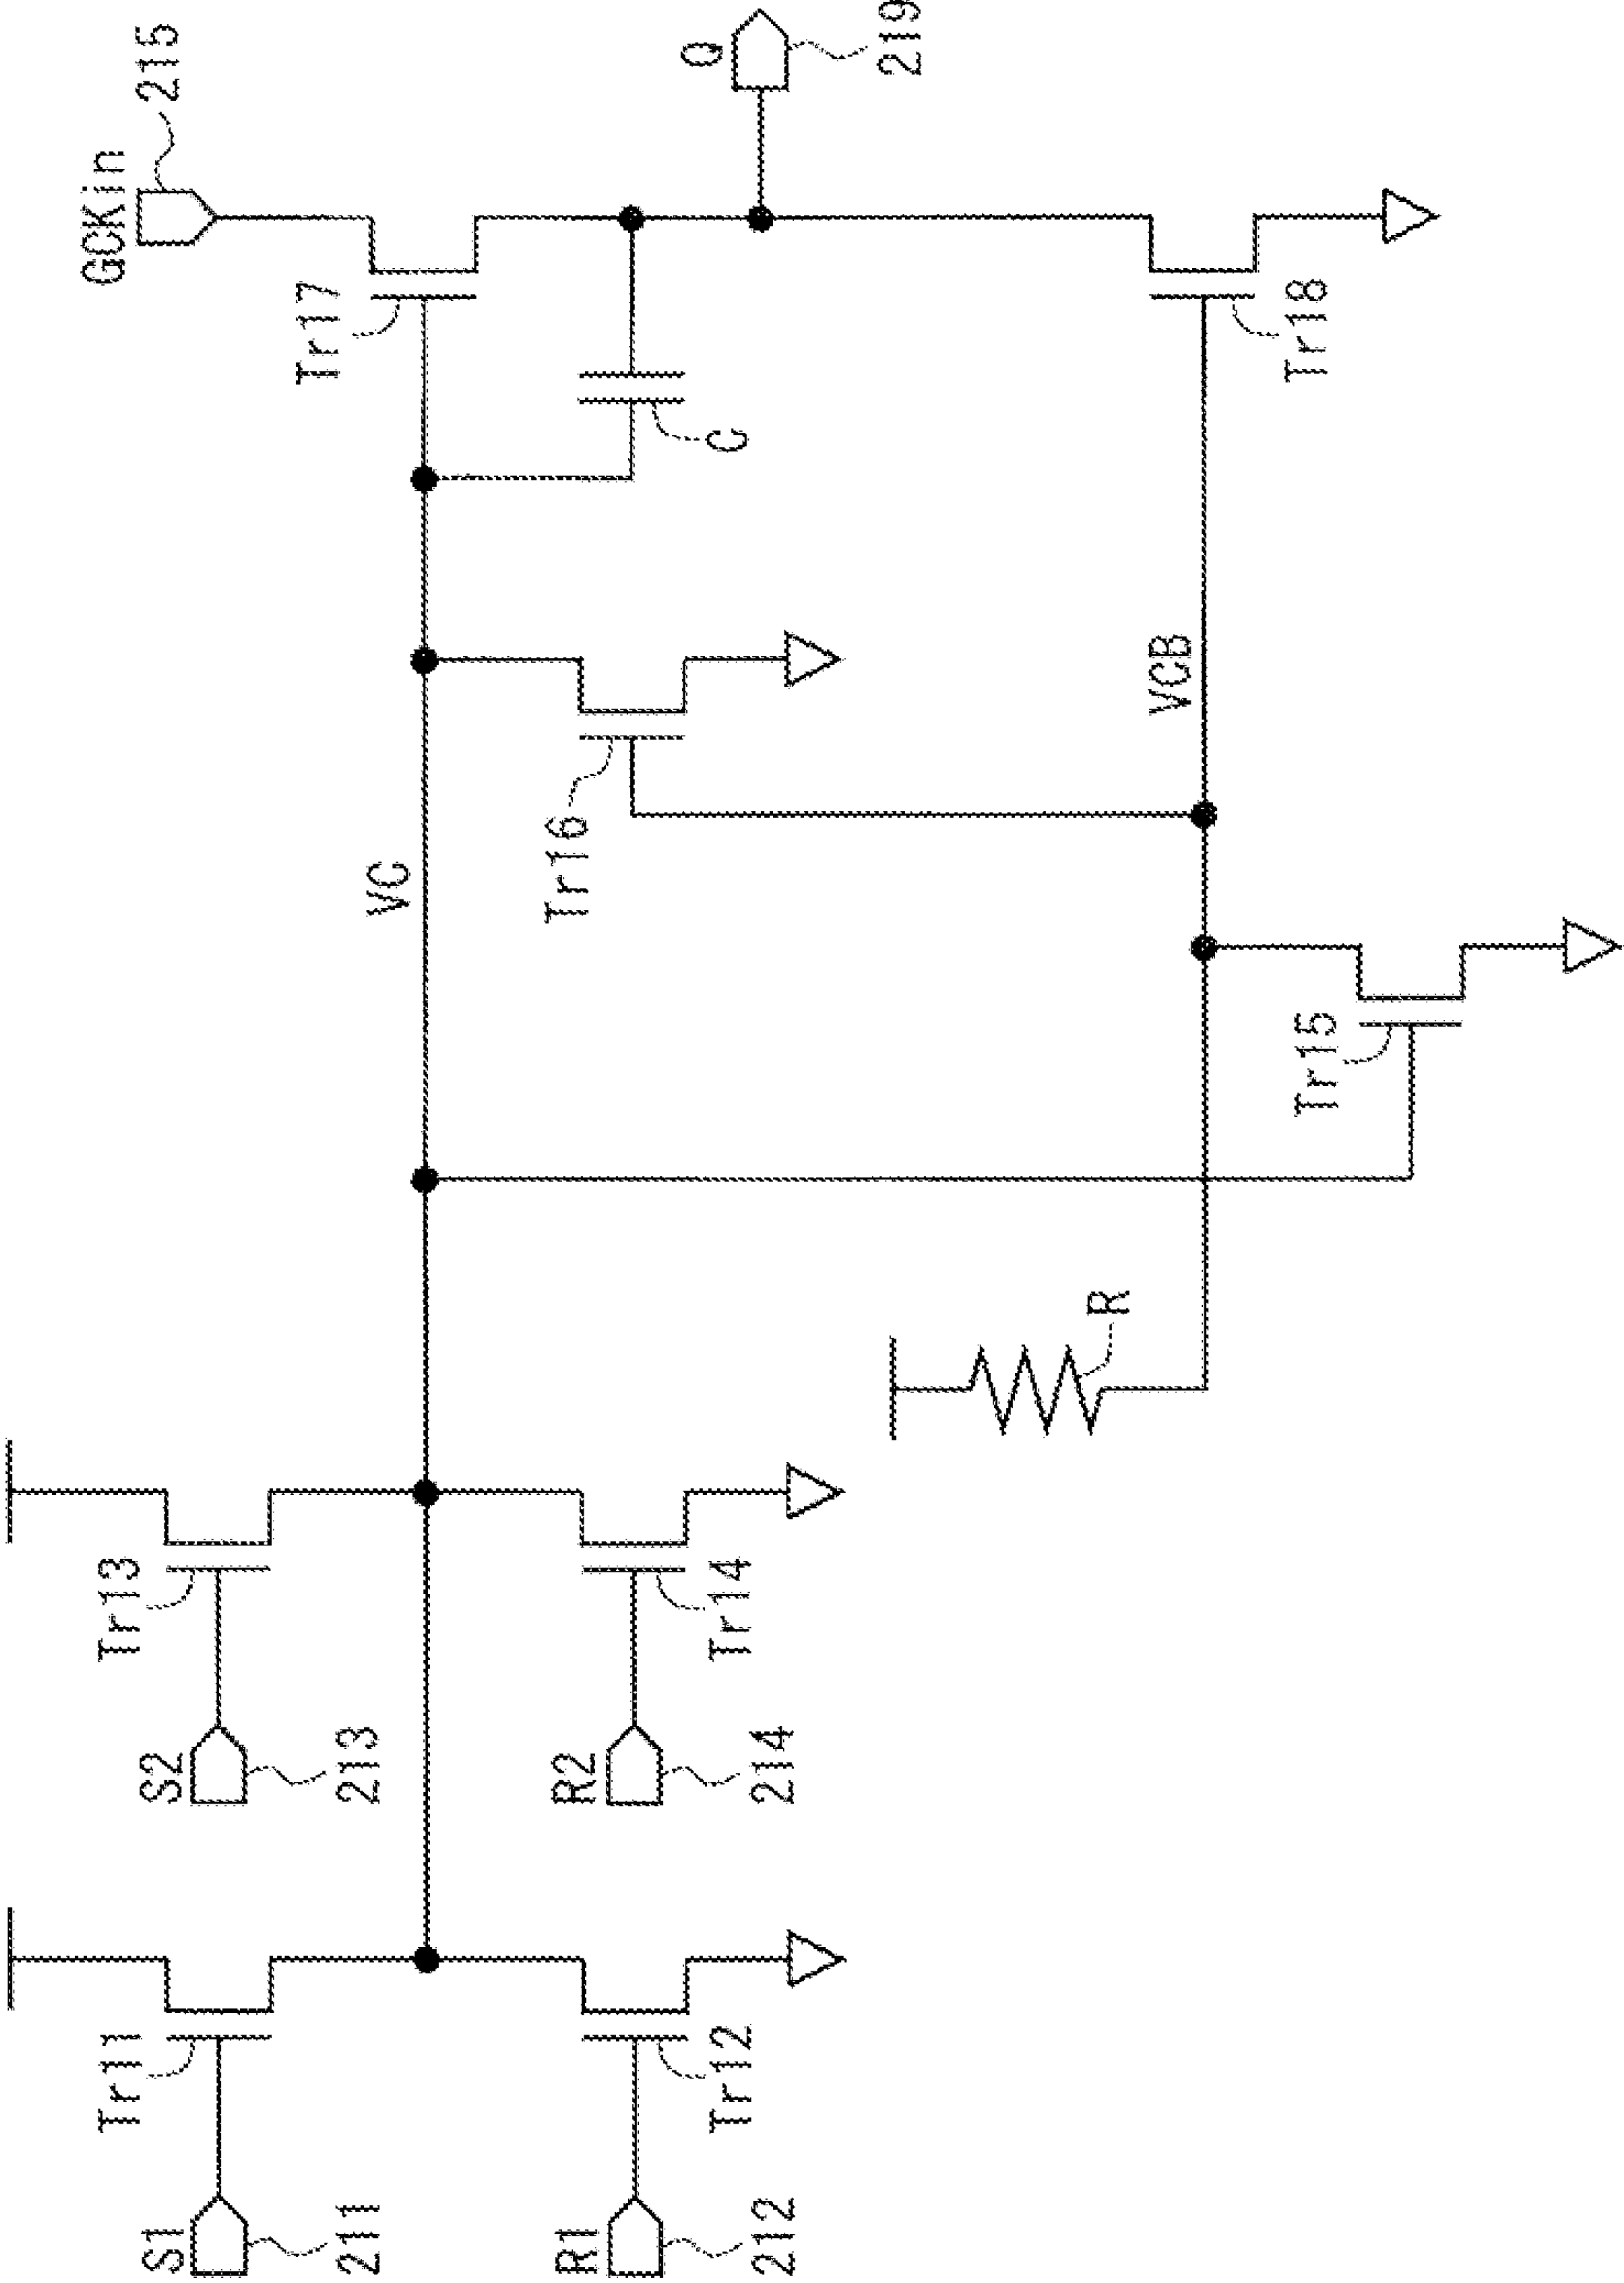 GCKin
215
Q
219
Tr17
C
Tr18
VC
Tr16
VCB
Tr15
R
Tr13
S2
213
Tr14
R2
214
Tr11
S1
211
Tr12
R1
212